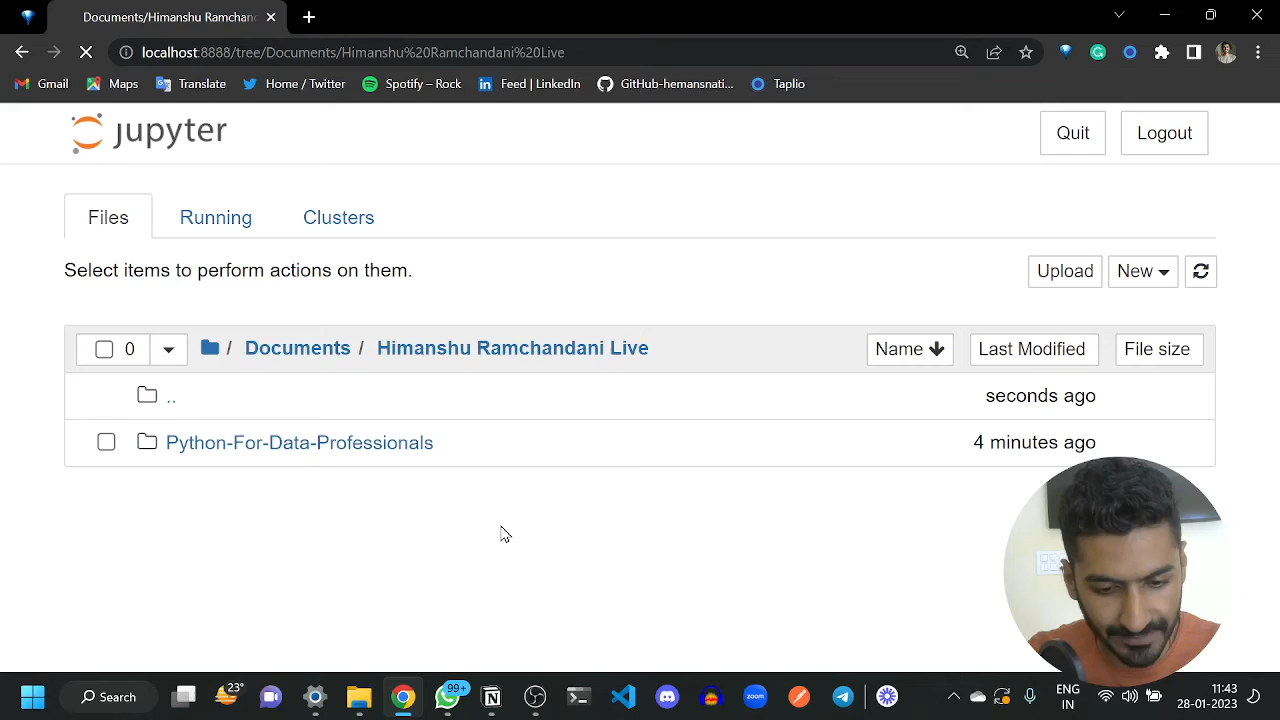 Documents/Himanshu Ramchand
localhost:8888/tree/Documents/Himanshu%20Ramchandani%20Live
Gmail Maps Translate Home / Twitter Spotify – Rock Feed | LinkedIn GitHub-hemansnat... Taplio
jupyter Quit Logout
Files Running Clusters
Select items to perform actions on them. Upload New
0 / Documents / Himanshu Ramchandani Live Name Last Modified File size
.. seconds ago
Python-For-Data-Professionals 4 minutes ago
23° Search 99+ zoom ENG IN 11:43 28-01-2023